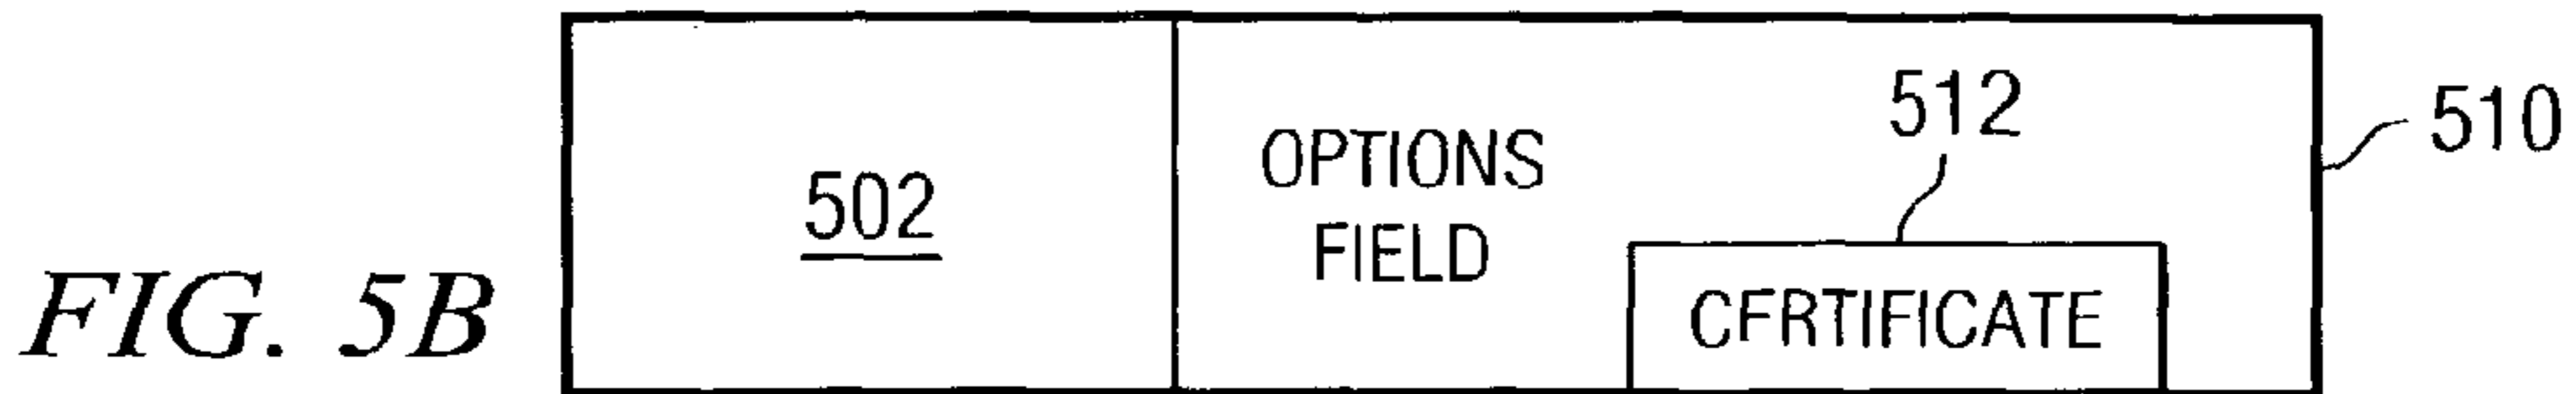 512
510
OPTIONS
FIELD
502
CERTIFICATE
FIG. 5B